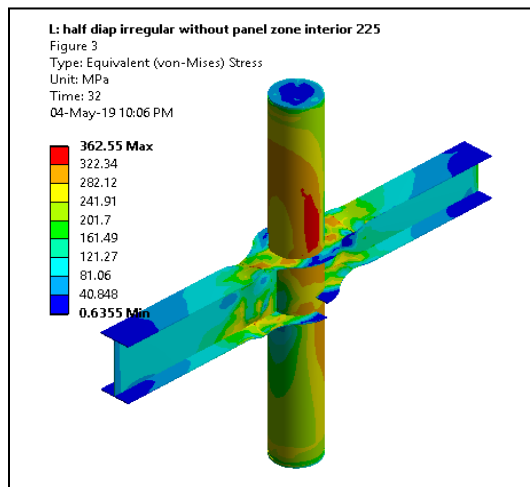 L: half diap irregular without panel zone interior 225
Figure 3
Type: Equivalent (von-Mises) Stress
Unit: MPa
Time: 32
04-May-19 10:06 PM
362.55 Max
322.34
282.12
241.91
201.7
161.49
121.27
81.06
40.848
0.6355 Min